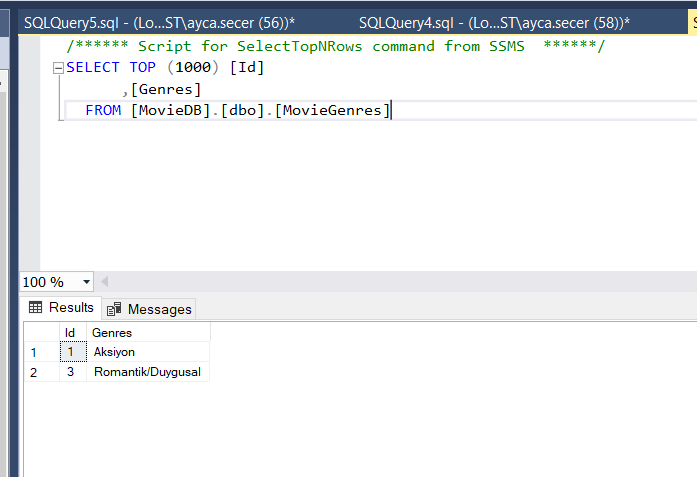 SQLQuery5.sql - (Lo...ST\ayca.secer (56))* SQLQuery4.sql - (Lo...ST\ayca.secer (58))*
/****** Script for SelectTopNRows command from SSMS ******/
SELECT TOP (1000) [Id]
,[Genres]
FROM [MovieDB].[dbo].[MovieGenres]
100 %
Results Messages
Id Genres
1 1 Aksiyon
2 3 Romantik/Duygusal